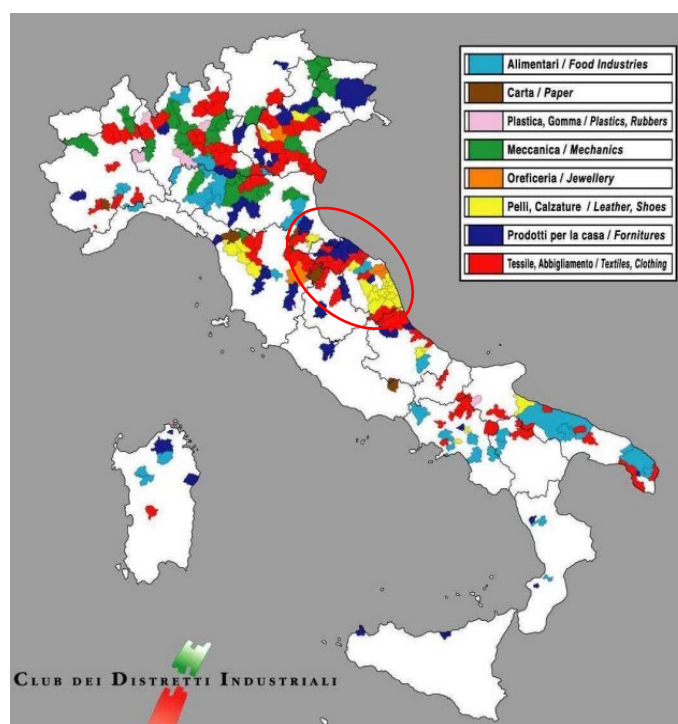 Alimentari / Food Industries
Carta / Paper
Plastica, Gomma / Plastics, Rubbers
Meccanica / Mechanics
Oreficeria / Jewellery
Pelli, Calzature / Leather, Shoes
Prodotti per la casa / Fornitures
Tessile, Abbigliamento / Textiles, Clothing
CLUB DEI DISTRETTI INDUSTRIALI